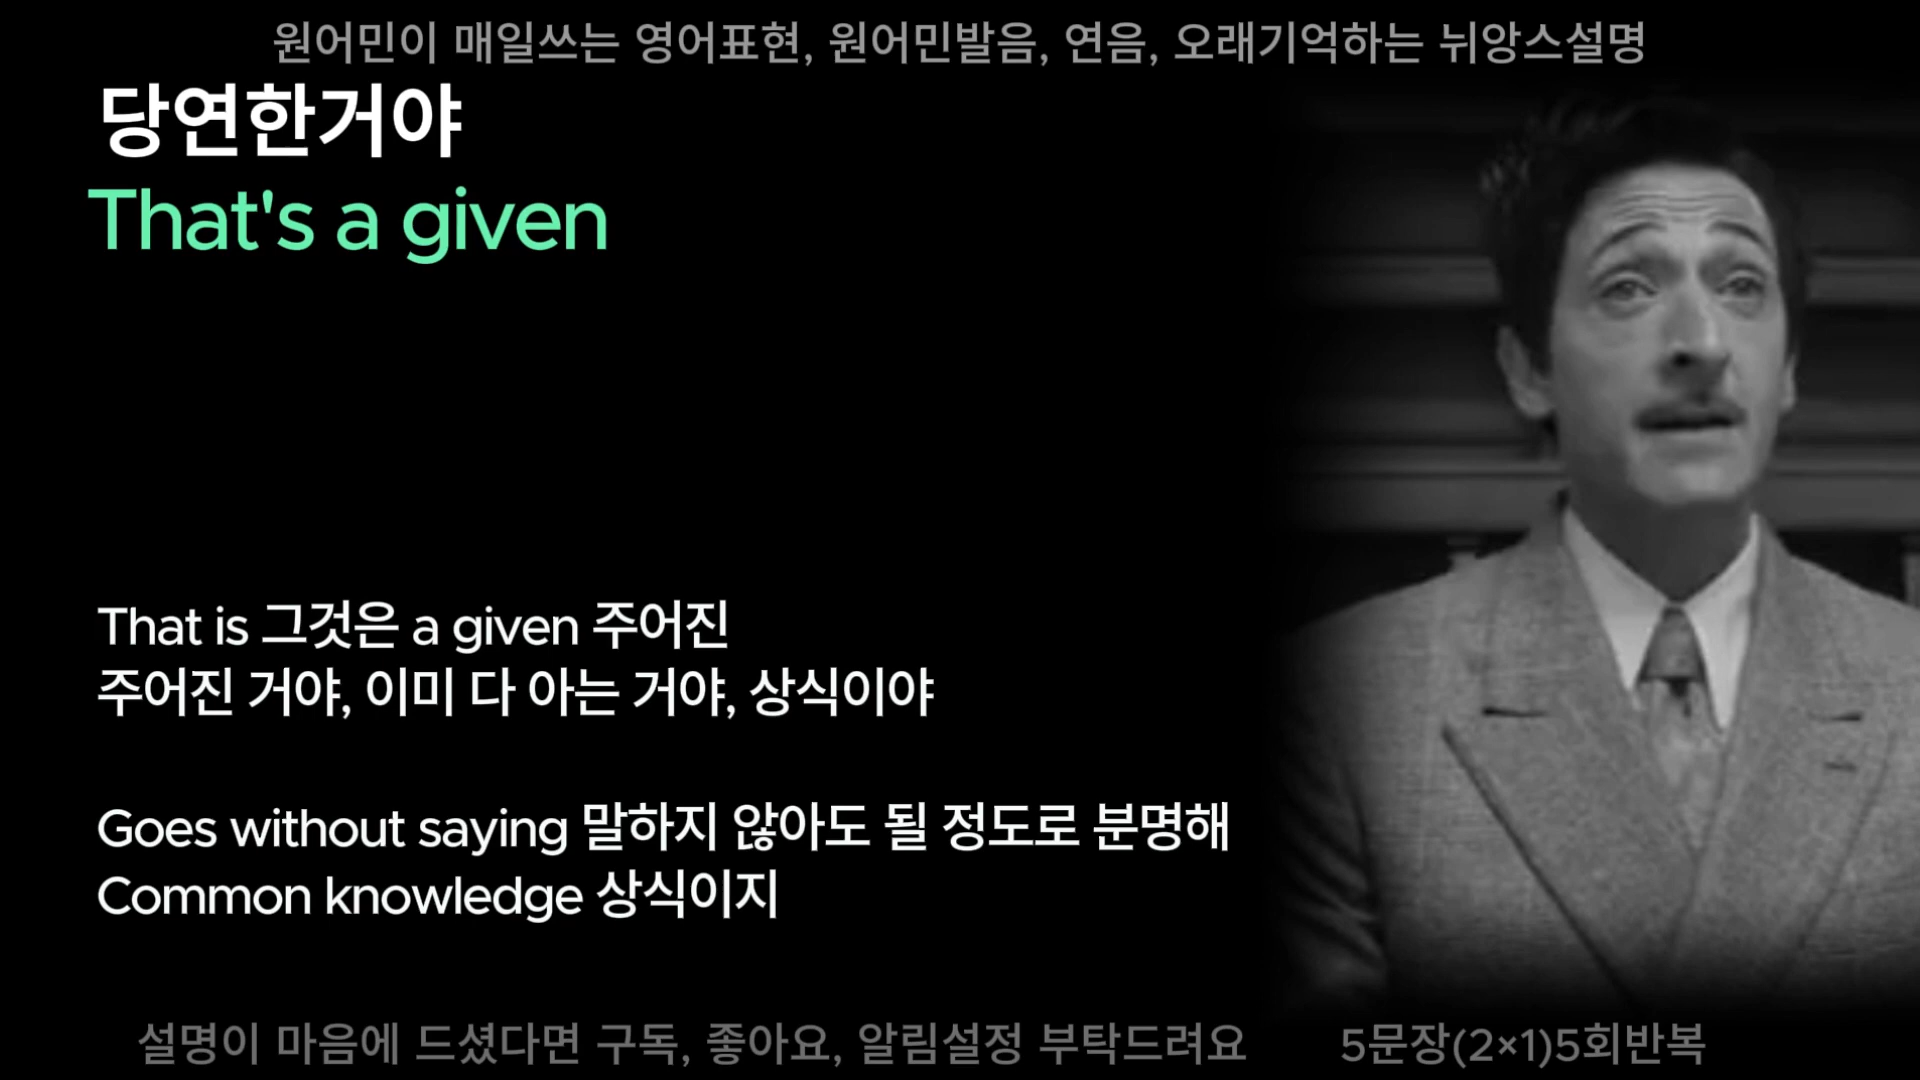 원어민이 매일쓰는 영어표현, 원어민발음, 연음, 오래기억하는 뉘앙스설명
당연한거야
That's a given
That is 그것은 a given 주어진
주어진 거야, 이미 다 아는 거야, 상식이야
Goes without saying 말하지 않아도 될 정도로 분명해
Common knowledge 상식이지
설명이 마음에 드셨다면 구독, 좋아요, 알림설정 부탁드려요 5문장(2×1)5회반복